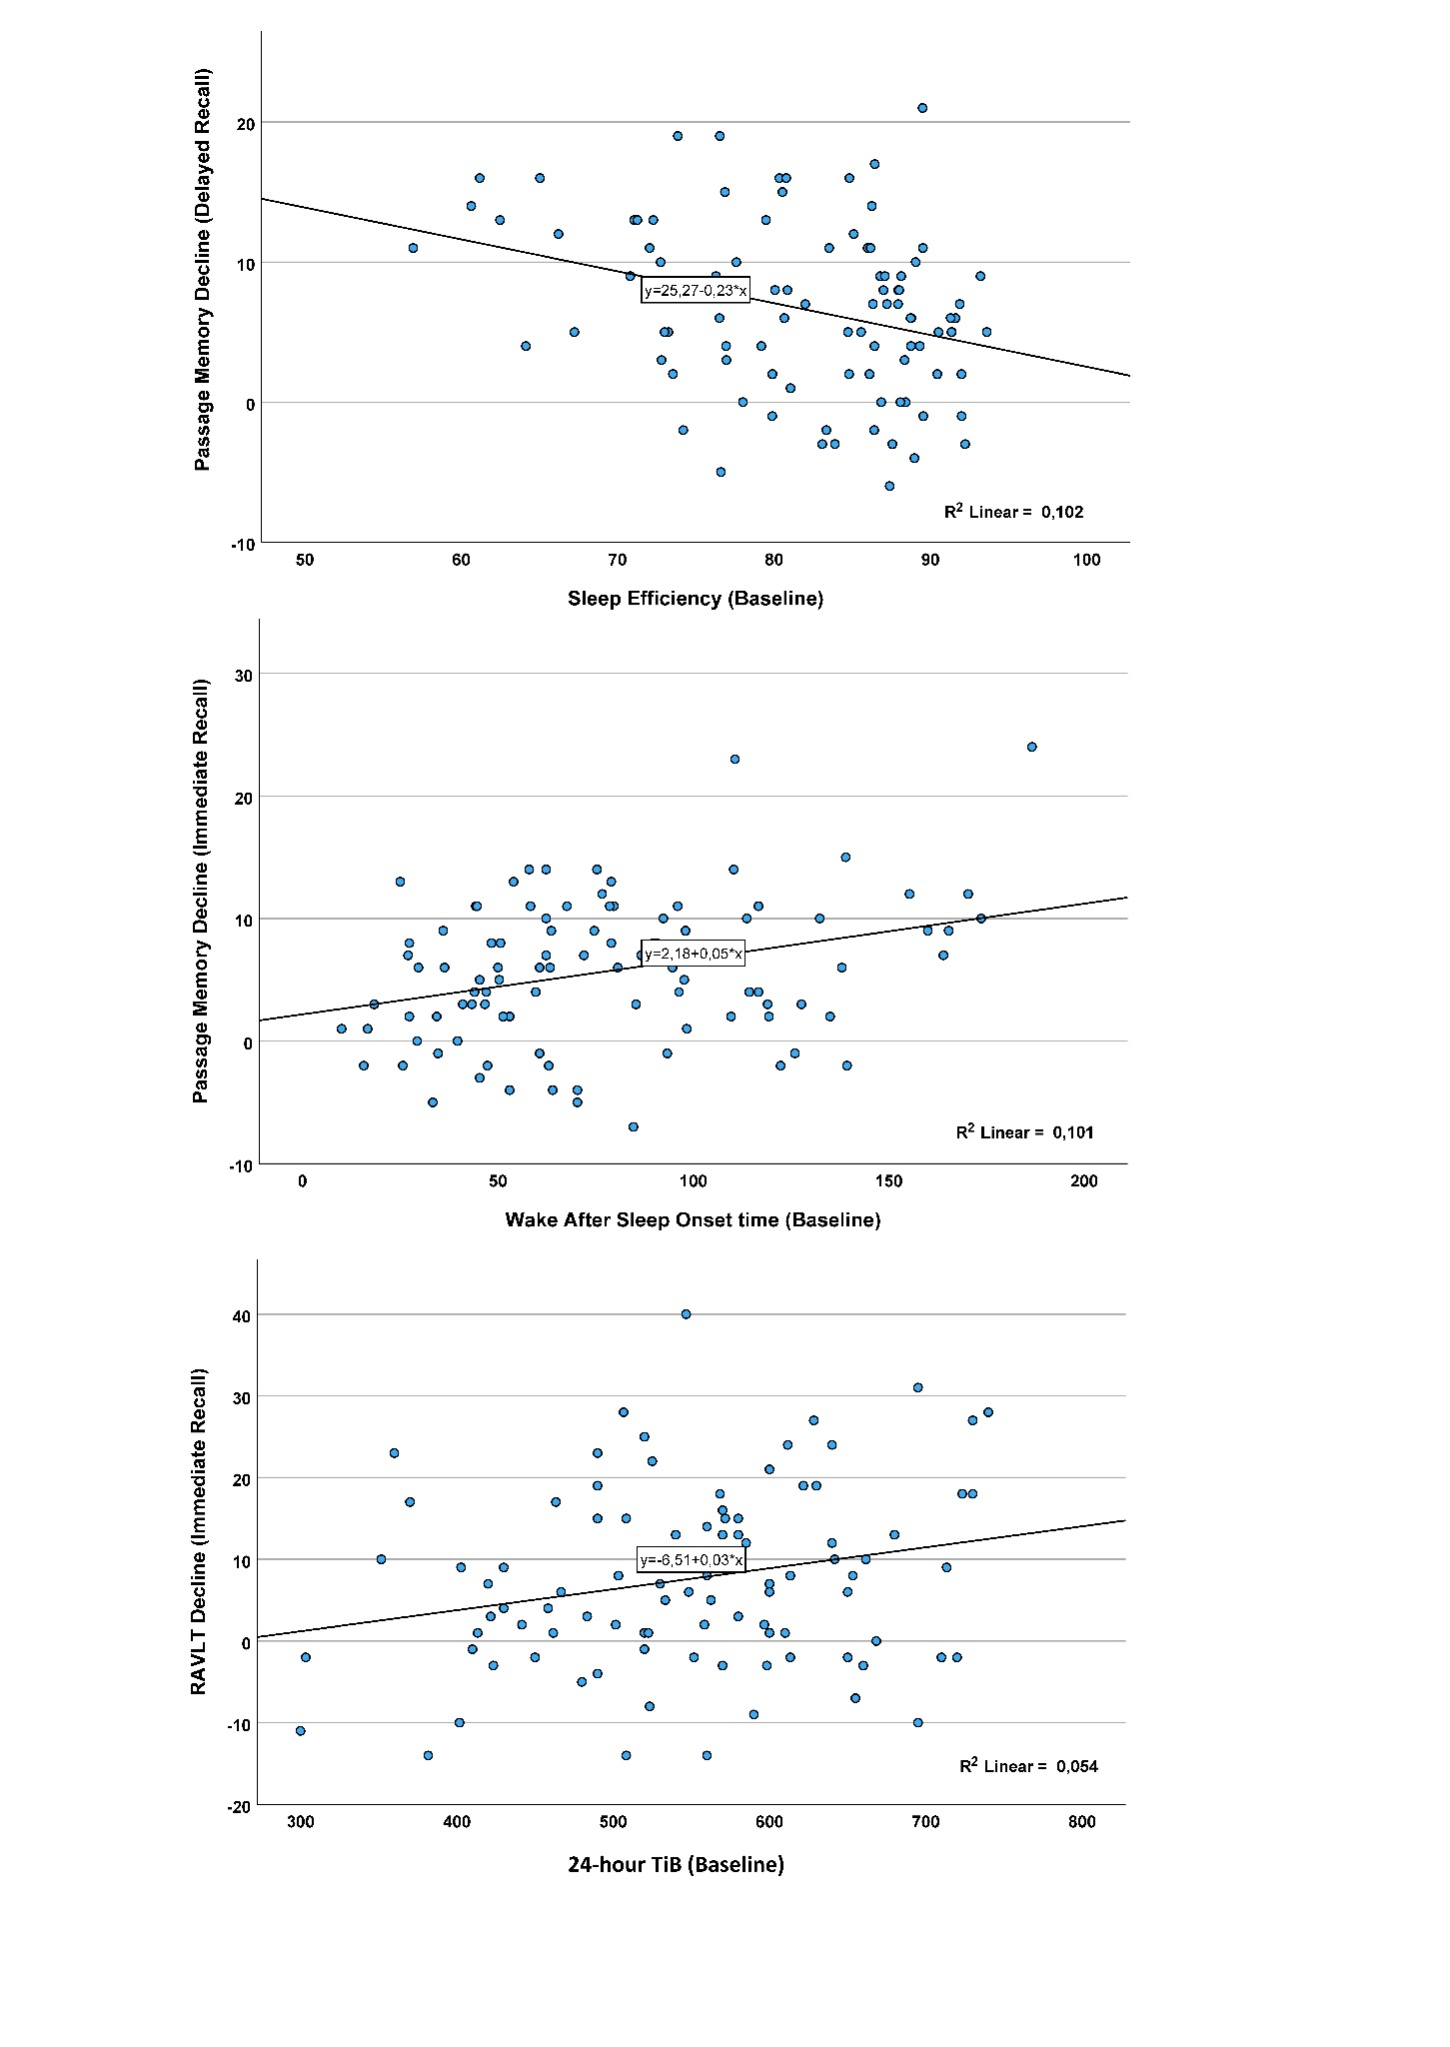 Passage Memory Decline (Delayed Recall)
20
10
0
-10
y=25,27-0,23*x
R2 Linear = 0,102
50 60 70 80 90 100
Sleep Efficiency (Baseline)
Passage Memory Decline (Immediate Recall)
30
20
10
0
-10
y=2,18+0,05*x
R2 Linear = 0,101
0 50 100 150 200
Wake After Sleep Onset time (Baseline)
RAVLT Decline (Immediate Recall)
40
30
20
10
0
-10
-20
y=-6,51+0,03*x
R2 Linear = 0,054
300 400 500 600 700 800
24-hour TiB (Baseline)